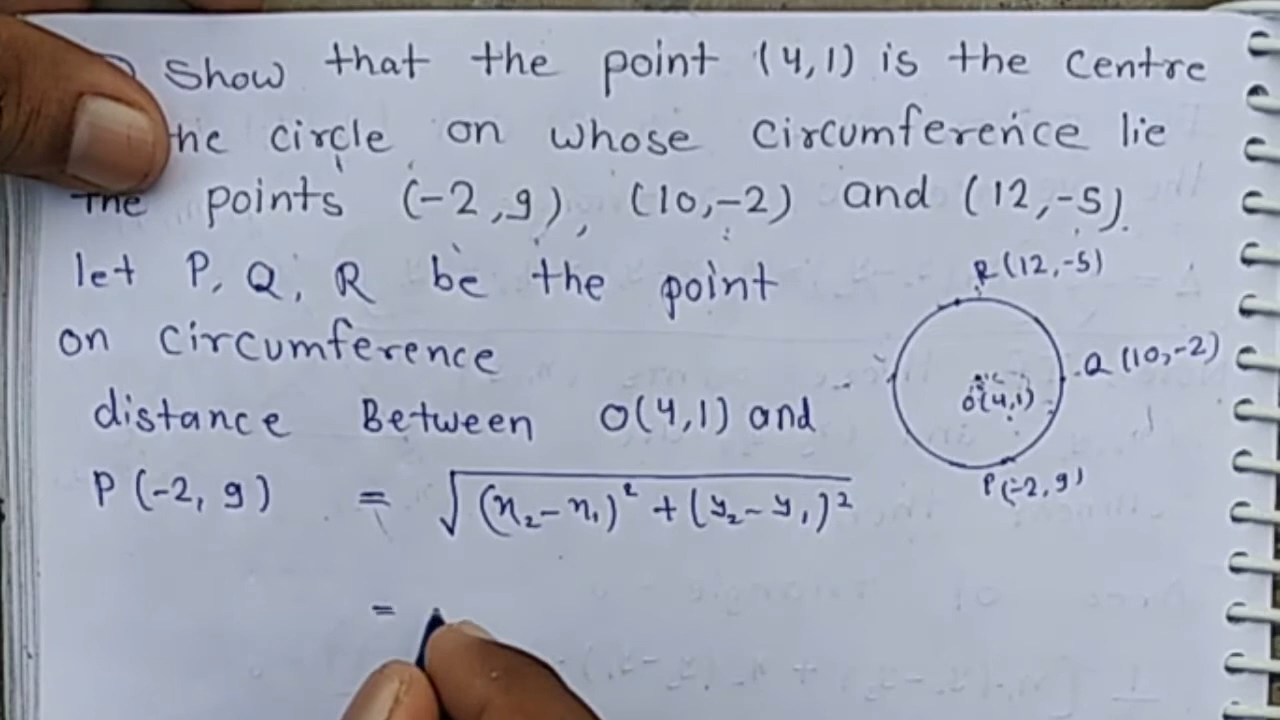 Show that the point (4,1) is the centre
he circle on whose circumference lie
The points (-2,9), (10,-2) and (12,-5).
let P, Q, R be the point
on circumference
distance Between O(4,1) and
P(-2, 9) = √(x₂-x₁)² + (y₂-y₁)²
=
R(12,-5)
Q(10,-2)
O(4,1)
P(-2,9)